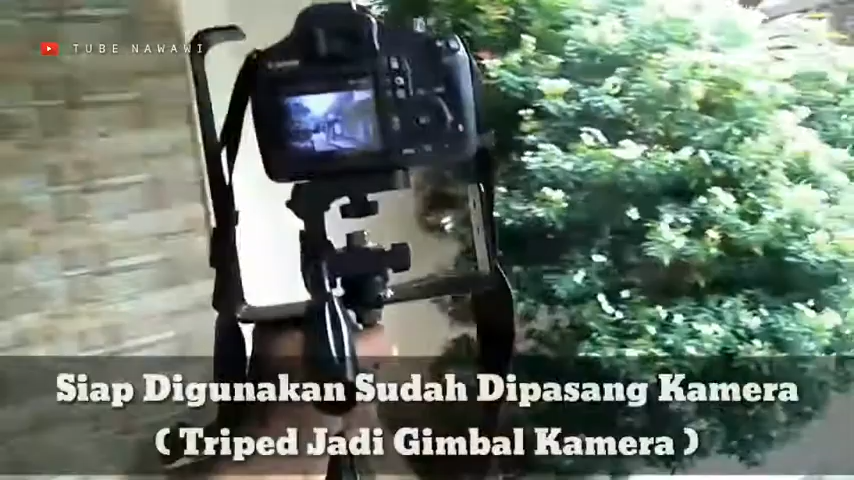 TUBE NAWAWI
Siap Digunakan Sudah Dipasang Kamera
( Triped Jadi Gimbal Kamera )